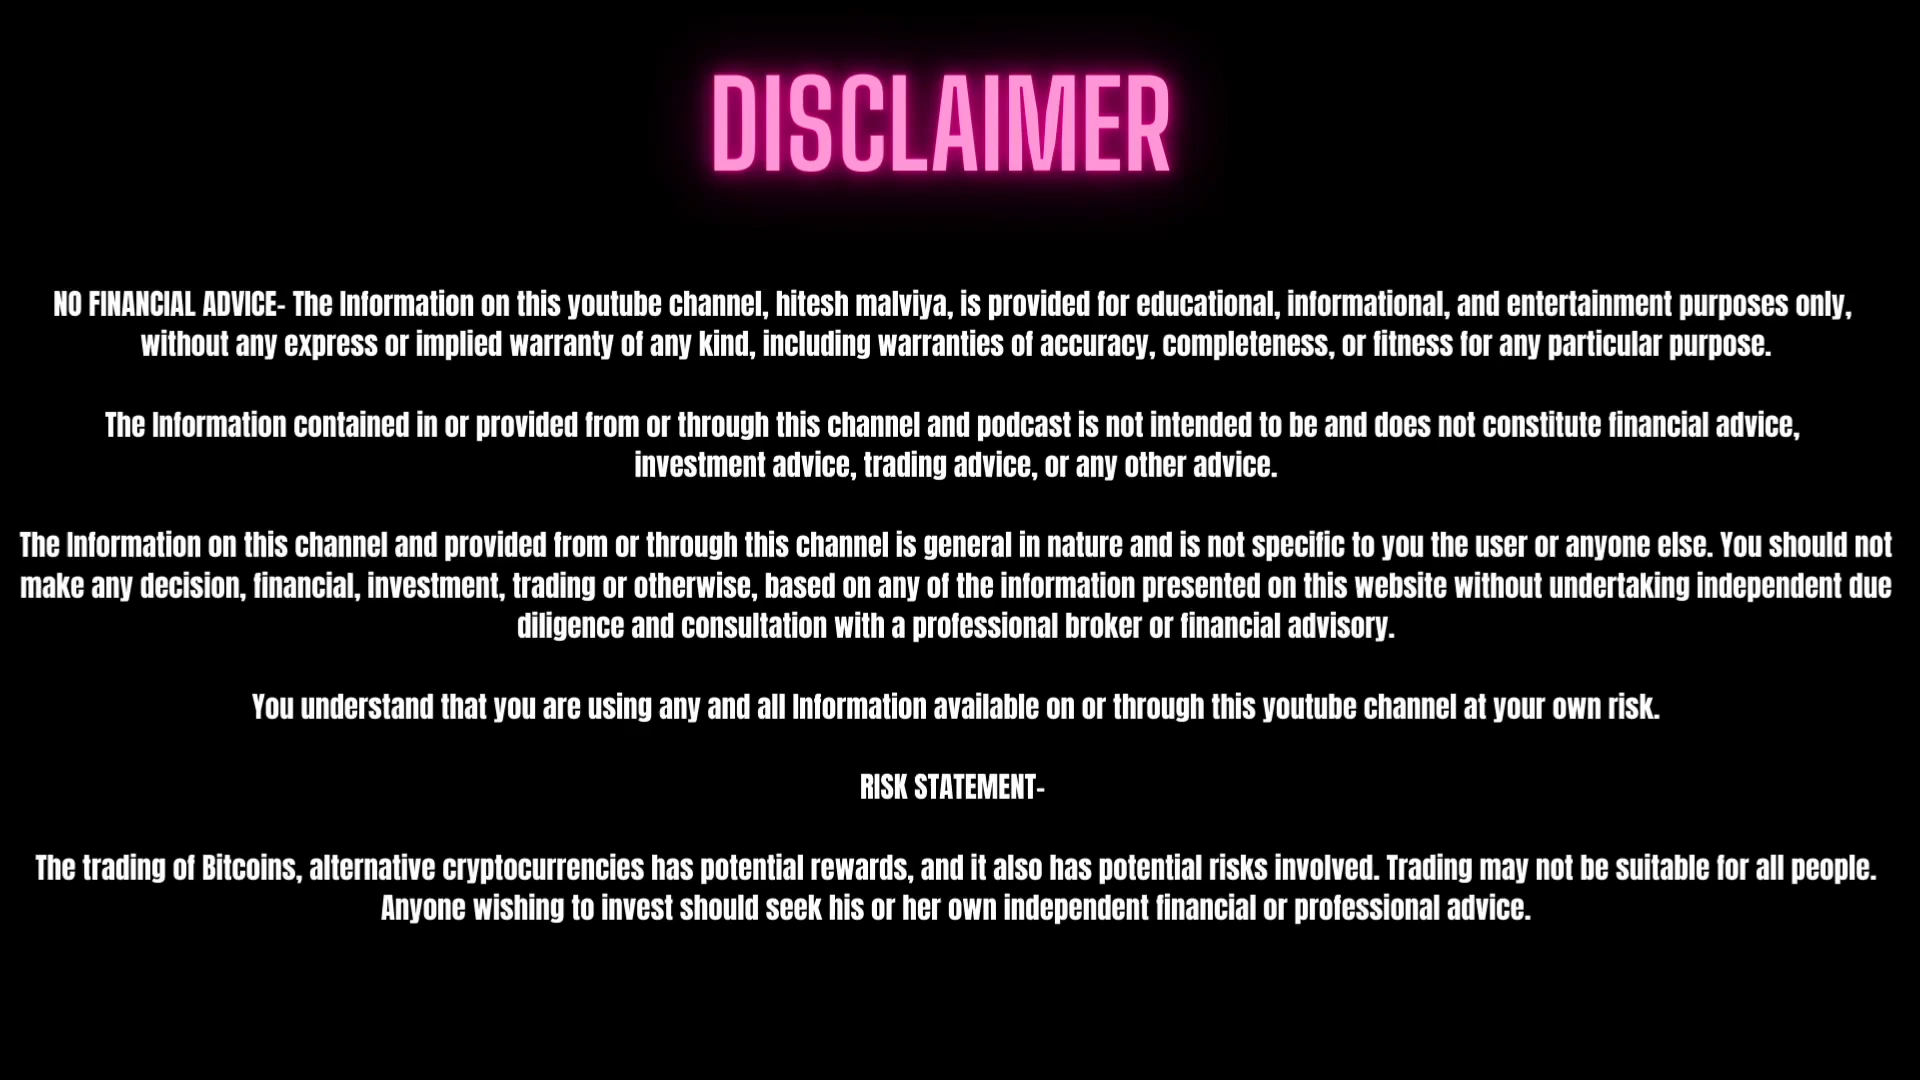 DISCLAIMER
NO FINANCIAL ADVICE- The Information on this youtube channel, hitesh malviya, is provided for educational, informational, and entertainment purposes only,
without any express or implied warranty of any kind, including warranties of accuracy, completeness, or fitness for any particular purpose.
The Information contained in or provided from or through this channel and podcast is not intended to be and does not constitute financial advice,
investment advice, trading advice, or any other advice.
The Information on this channel and provided from or through this channel is general in nature and is not specific to you the user or anyone else. You should not
make any decision, financial, investment, trading or otherwise, based on any of the information presented on this website without undertaking independent due
diligence and consultation with a professional broker or financial advisory.
You understand that you are using any and all Information available on or through this youtube channel at your own risk.
RISK STATEMENT-
The trading of Bitcoins, alternative cryptocurrencies has potential rewards, and it also has potential risks involved. Trading may not be suitable for all people.
Anyone wishing to invest should seek his or her own independent financial or professional advice.